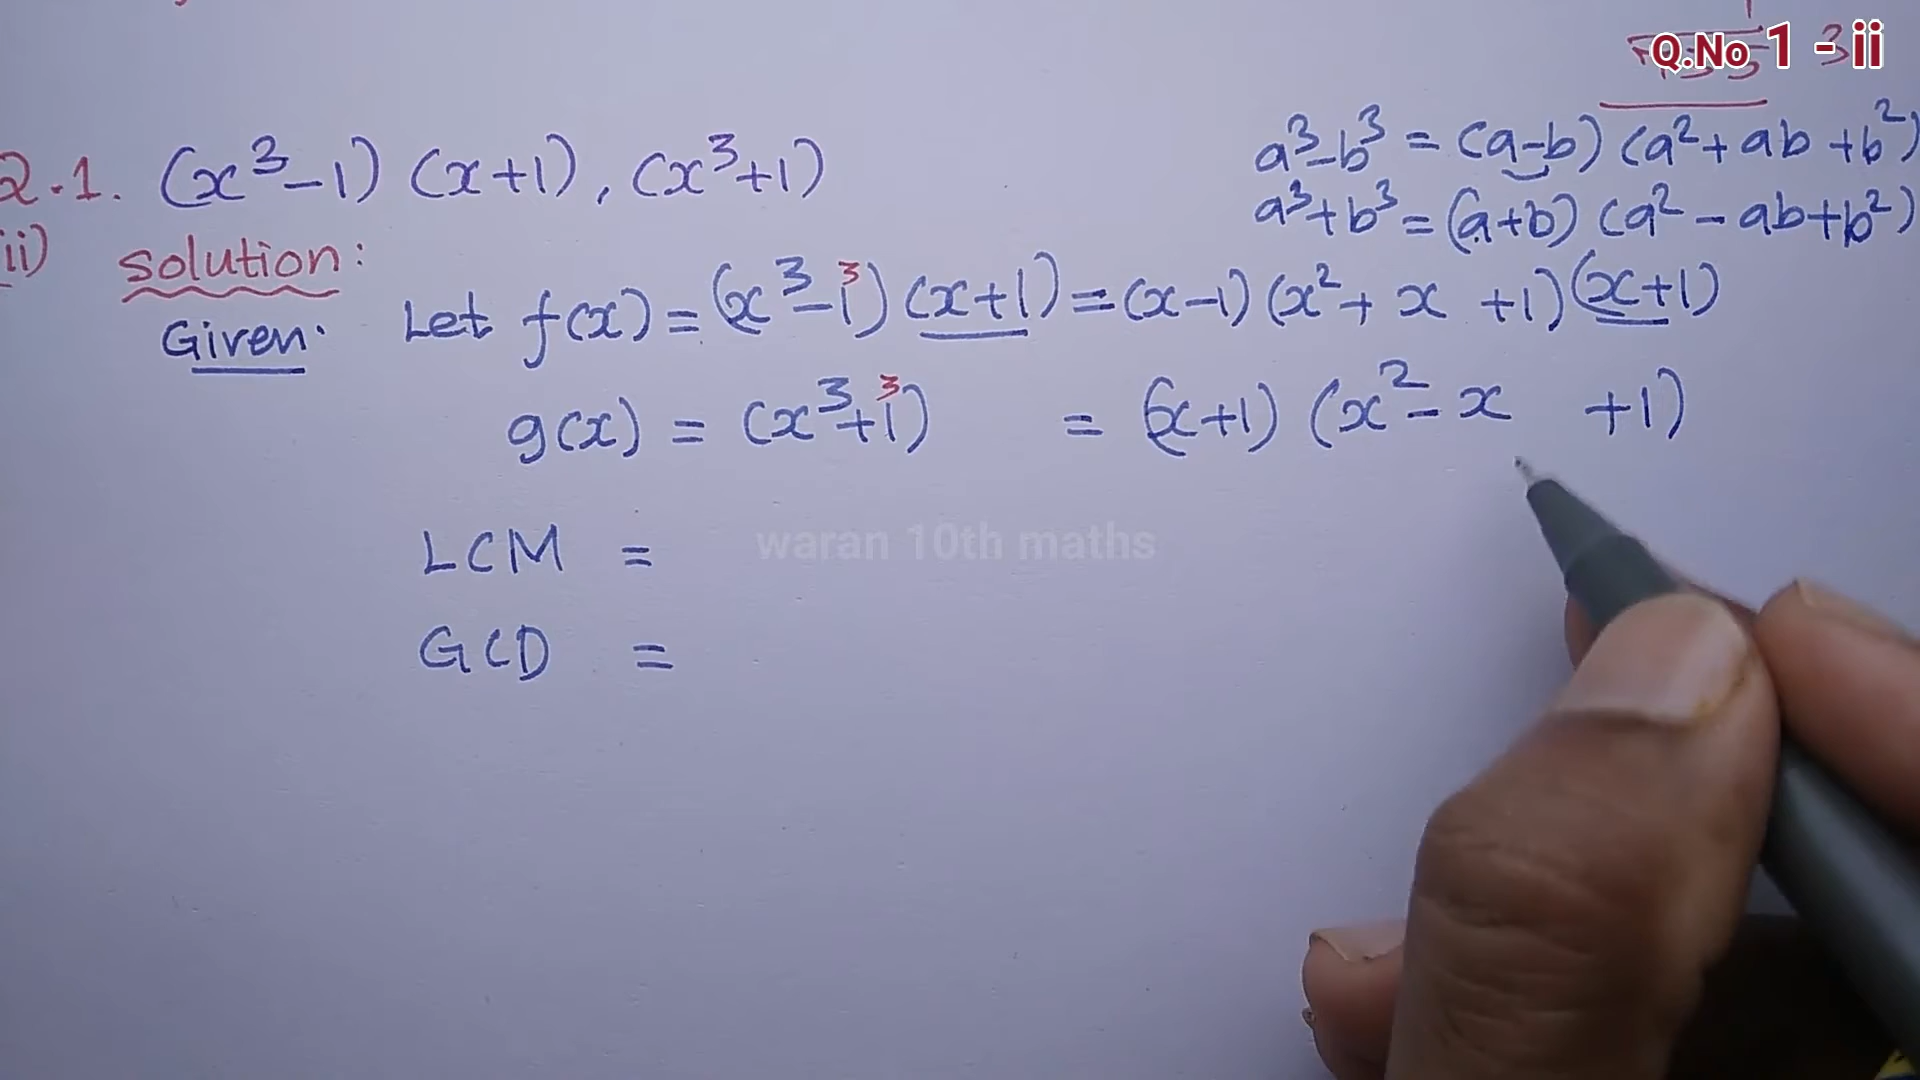 Q.No 1 - ii
a³-b³ = (a-b) (a²+ab+b²)
2.1. (x³-1) (x+1), (x³+1)
a³+b³ = (a+b) (a²-ab+b²)
ii) Solution:
Given: Let f(x) = (x³-1³) (x+1) = (x-1) (x²+ x +1) (x+1)
g(x) = (x³+1³) = (x+1) (x²-x +1)
LCM =
waran 10th maths
GCD =